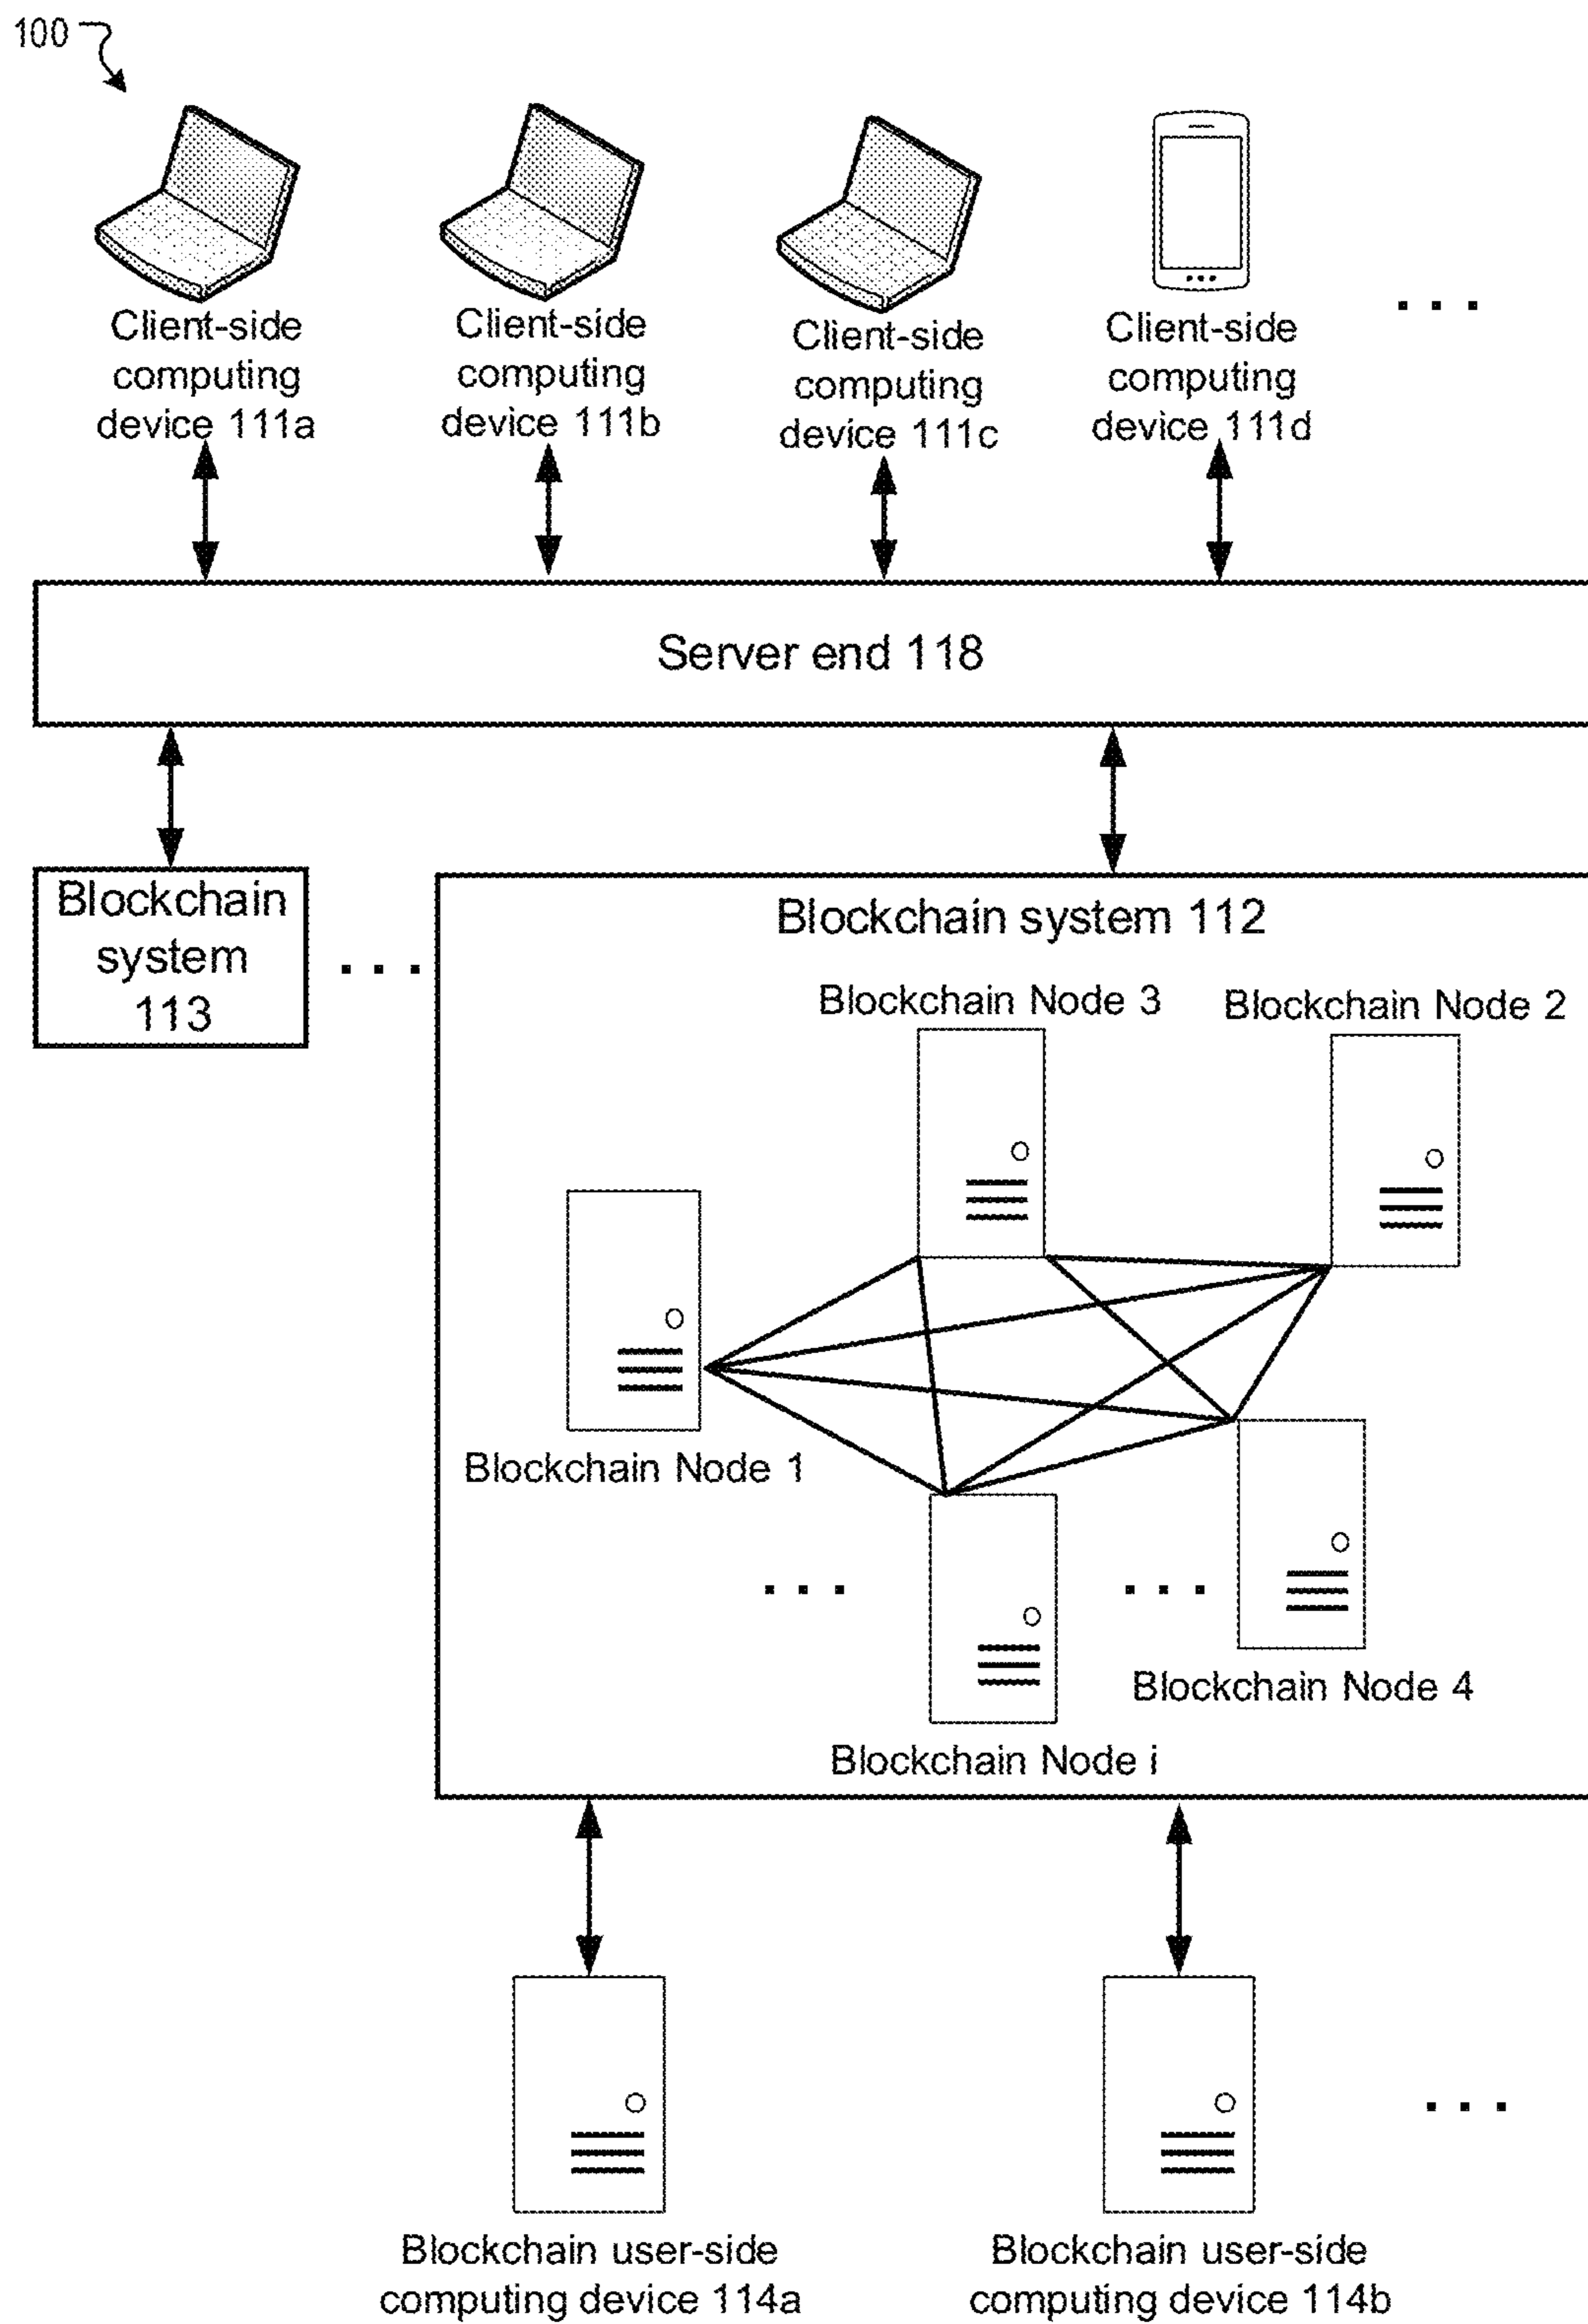 100
Client-side
computing
device 111a
Client-side
computing
device 111b
Client-side
computing
device 111c
Client-side
computing
device 111d
. . .
Server end 118
Blockchain
system
113
. . .
Blockchain system 112
Blockchain Node 3
Blockchain Node 2
Blockchain Node 1
. . .
. . .
Blockchain Node 4
Blockchain Node i
. . .
Blockchain user-side
computing device 114a
Blockchain user-side
computing device 114b